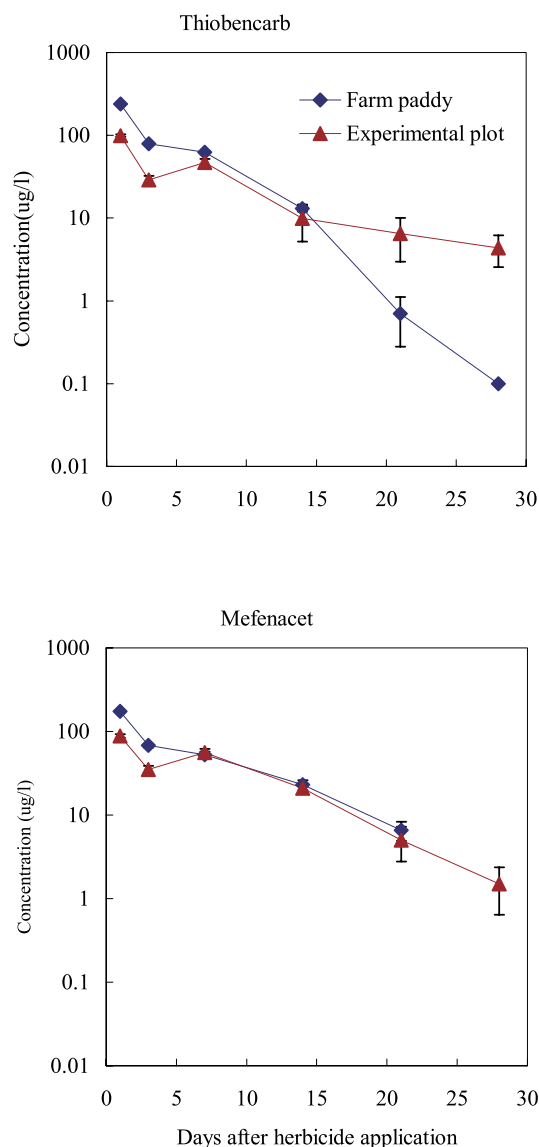 Thiobencarb
1000
100
10
1
0.1
0.01
Concentration(ug/l)
Farm paddy
Experimental plot
0 5 10 15 20 25 30
Mefenacet
1000
100
10
1
0.1
0.01
Concentration (ug/l)
0 5 10 15 20 25 30
Days after herbicide application